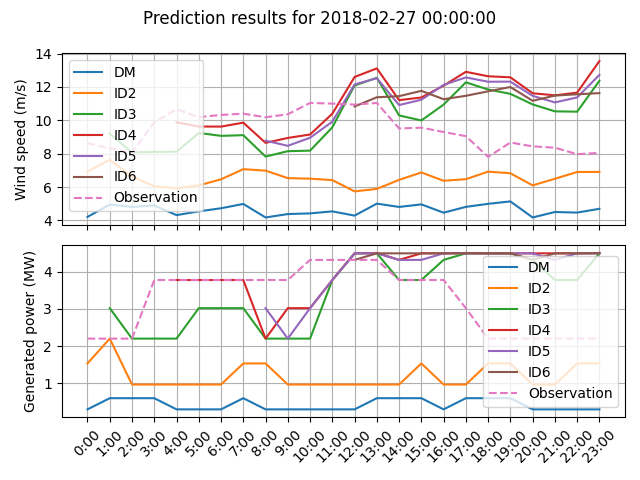 Prediction results for 2018-02-27 00:00:00
Wind speed (m/s)
14
12
10
8
6
4
DM
ID2
ID3
ID4
ID5
ID6
Observation
Generated power (MW)
4
3
2
1
DM
ID2
ID3
ID4
ID5
ID6
Observation
0:00
1:00
2:00
3:00
4:00
5:00
6:00
7:00
8:00
9:00
10:00
11:00
12:00
13:00
14:00
15:00
16:00
17:00
18:00
19:00
20:00
21:00
22:00
23:00